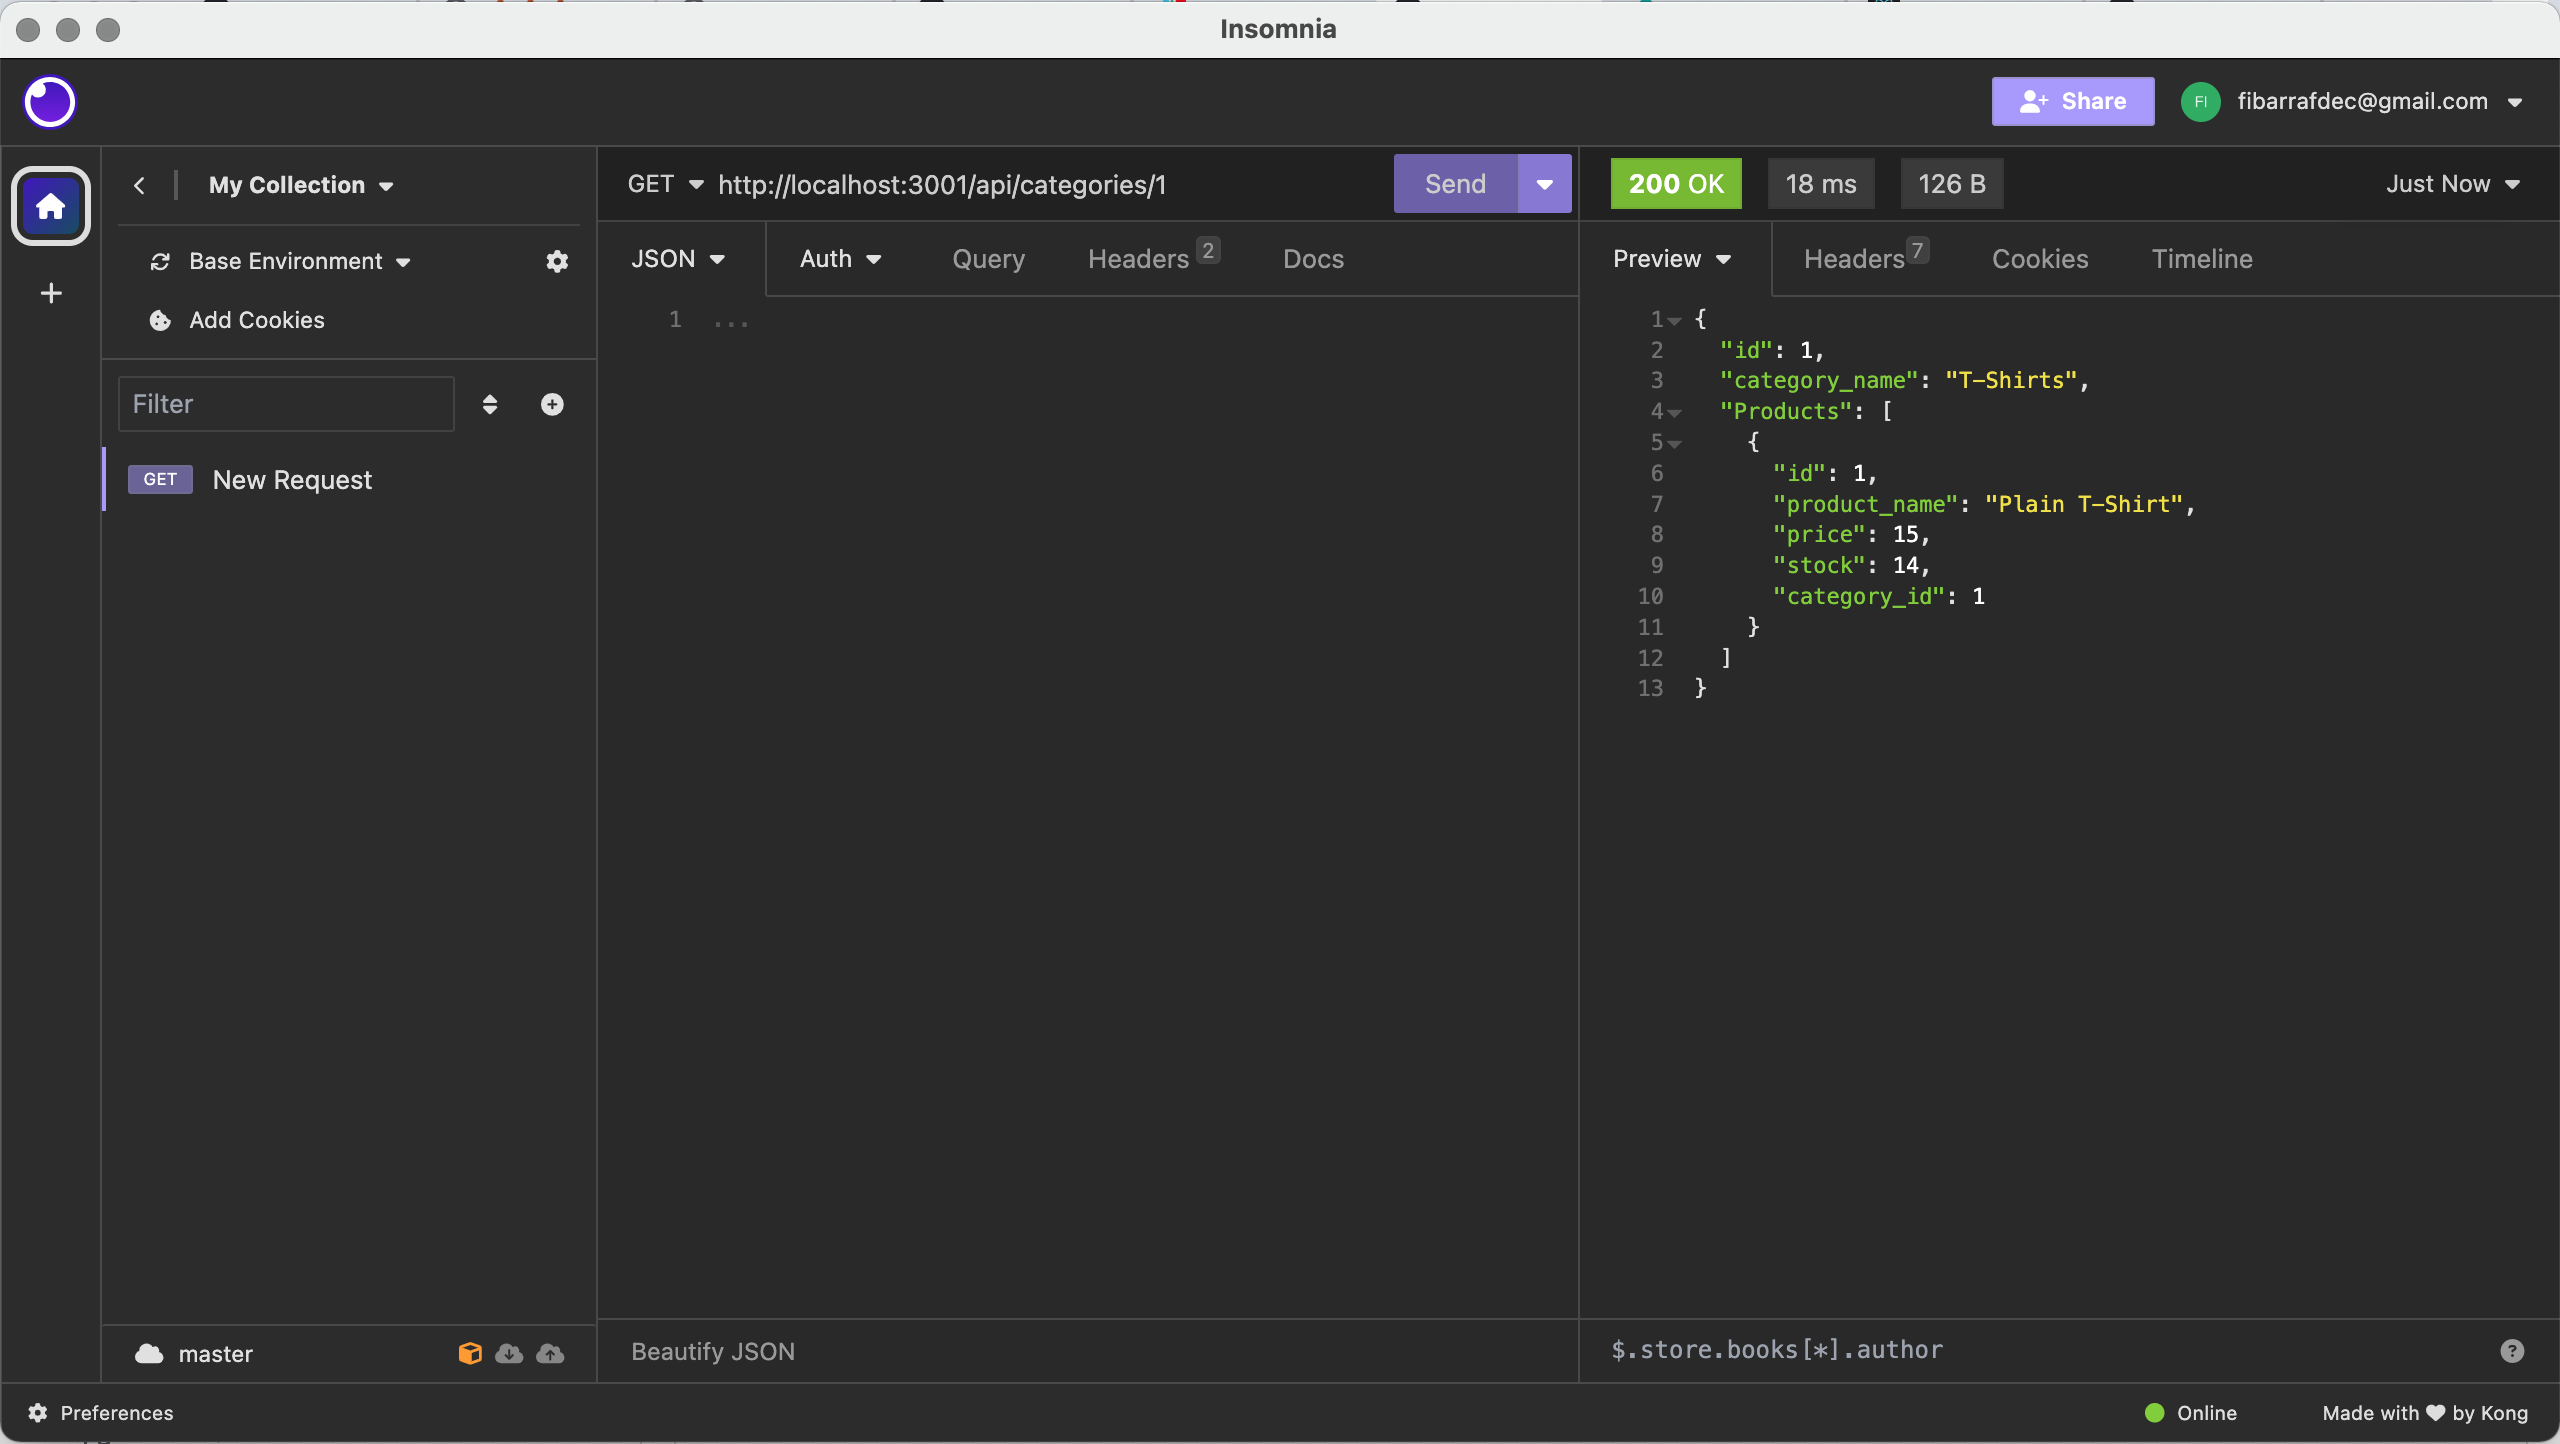 Insomnia
Share
FI
fibarrafdec@gmail.com
My Collection
GET http://localhost:3001/api/categories/1
Send
200 OK
18 ms
126 B
Just Now
Base Environment
Add Cookies
JSON
Auth
Query
Headers 2
Docs
Preview
Headers 7
Cookies
Timeline
Filter
GET New Request
1 ...
1 {
2 "id": 1,
3 "category_name": "T-Shirts",
4 "Products": [
5 {
6 "id": 1,
7 "product_name": "Plain T-Shirt",
8 "price": 15,
9 "stock": 14,
10 "category_id": 1
11 }
12 ]
13 }
master
Beautify JSON
$.store.books[*].author
?
Preferences
Online
Made with ♥ by Kong